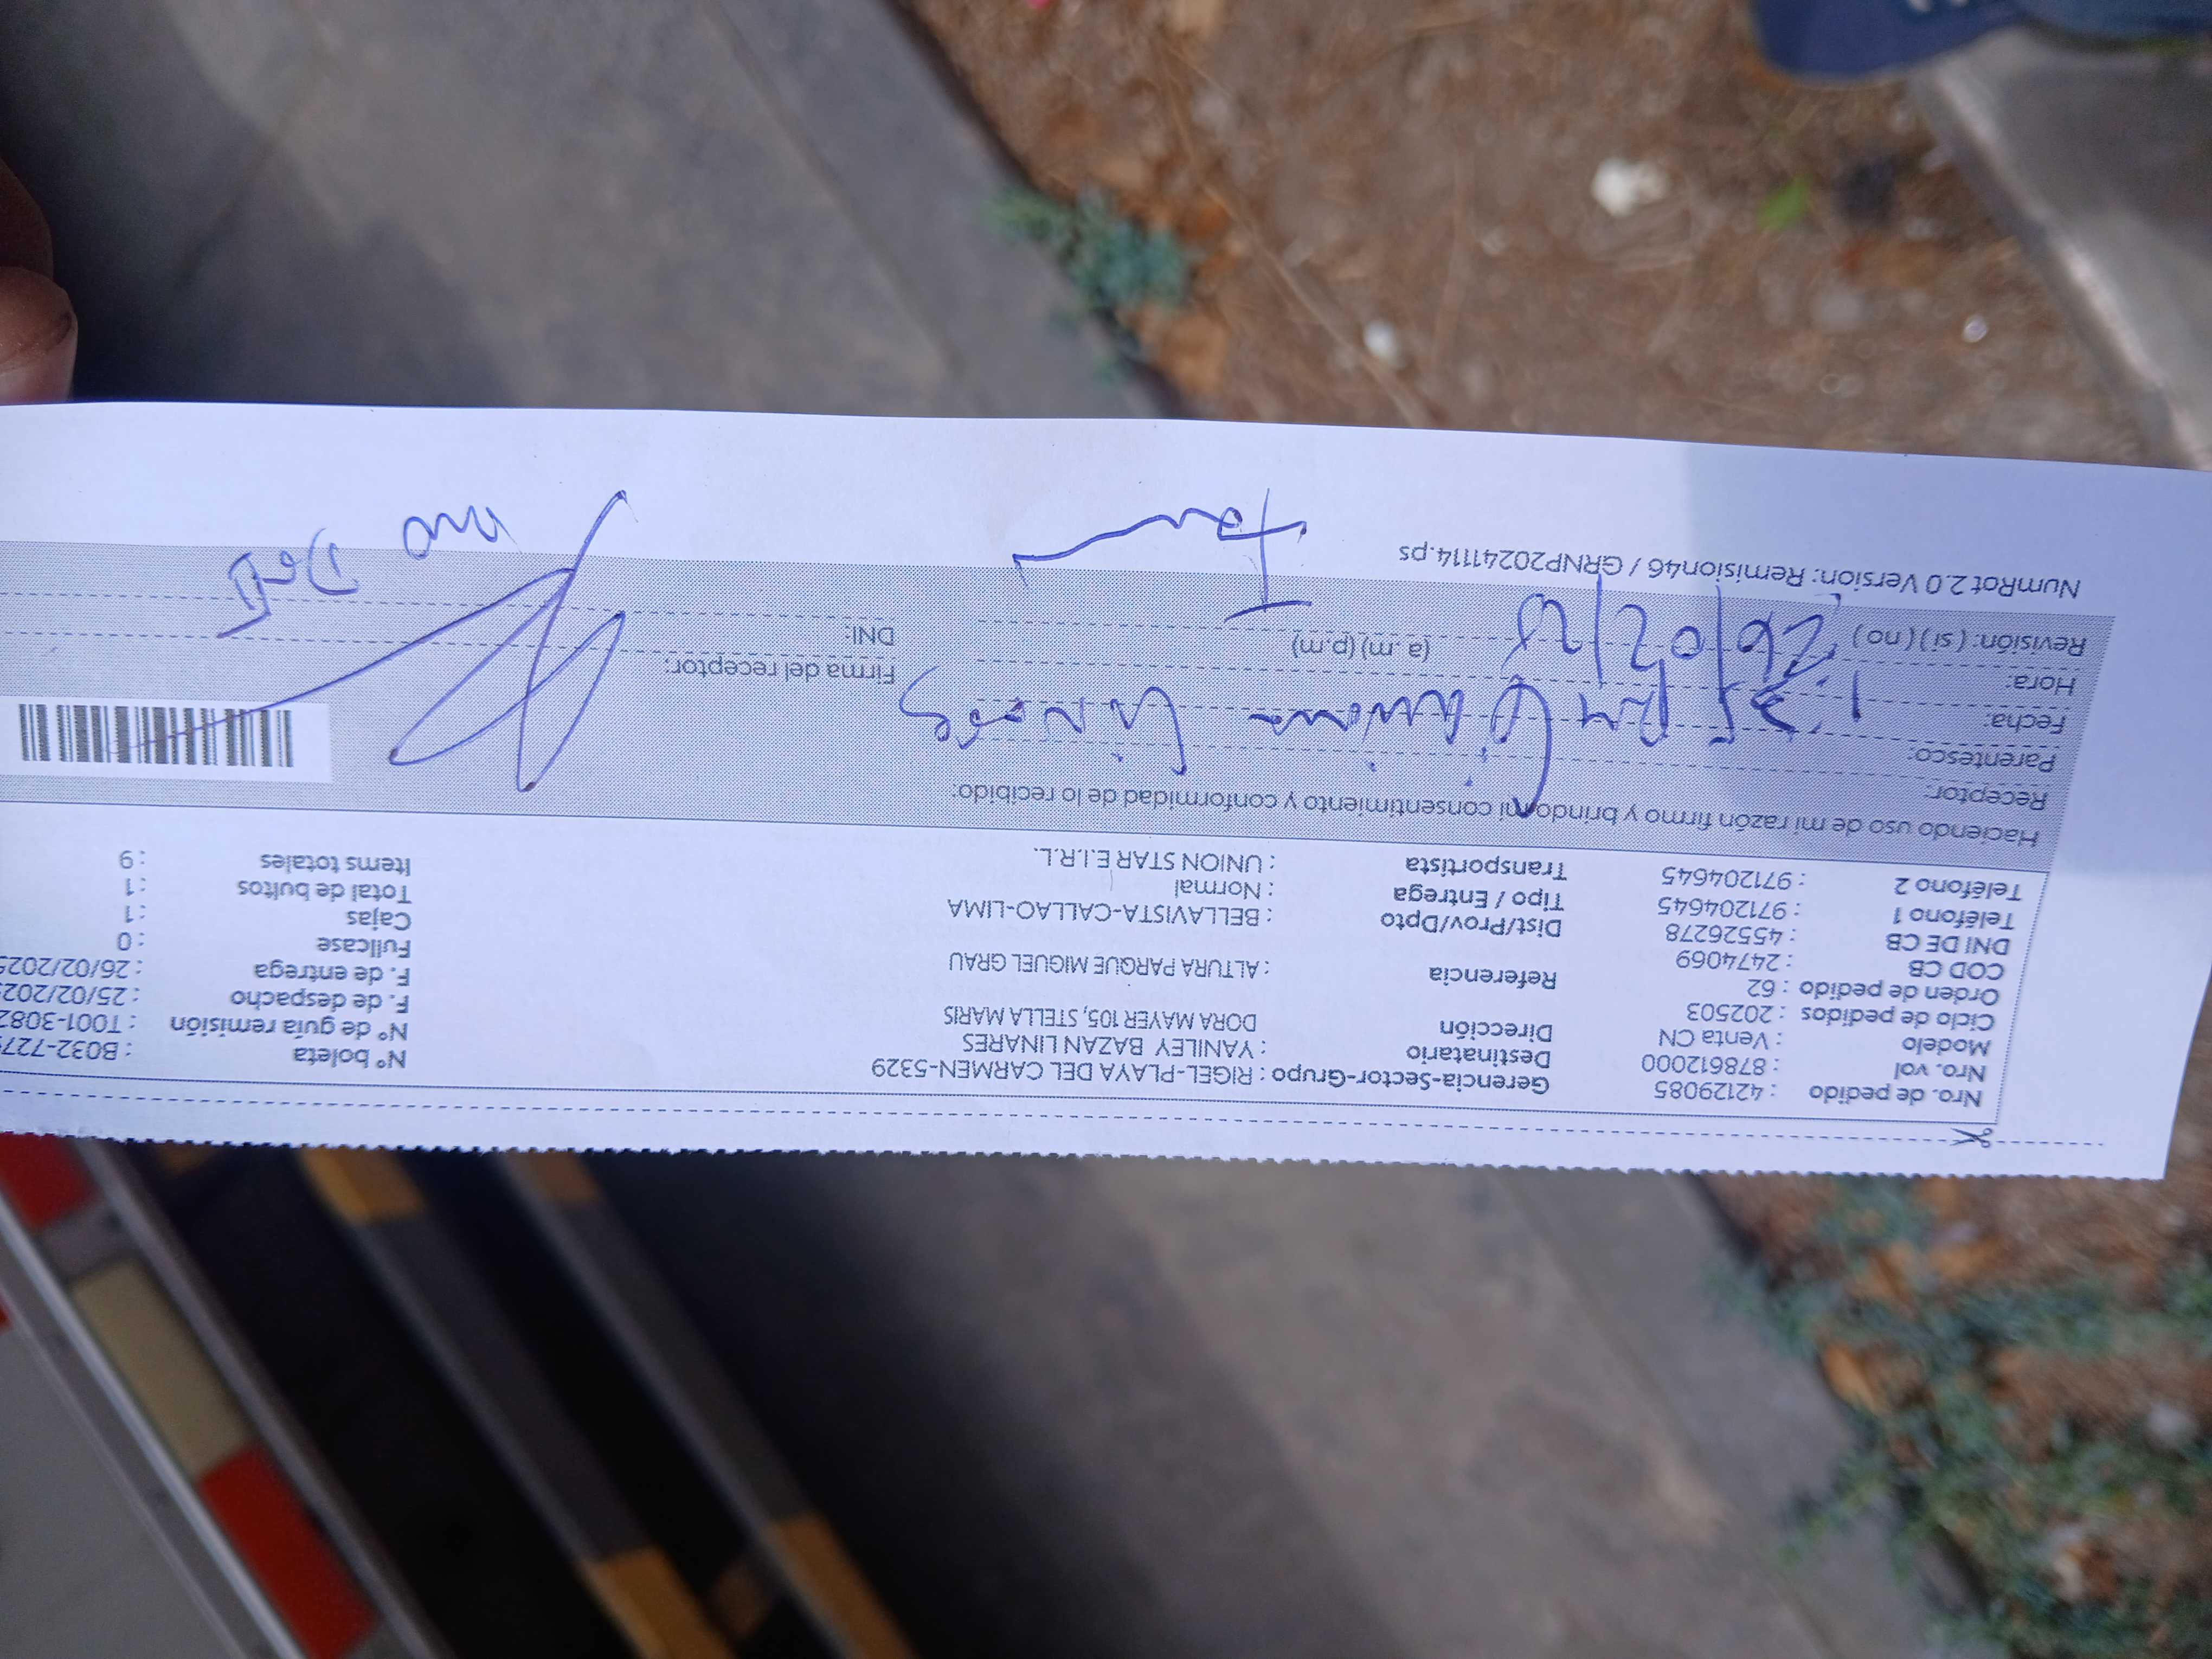 Nro. de pedido : 42129085
Nro. vol : 878612000
Modelo : Venta CN
Ciclo de pedidos : 202503
Orden de pedido : 62
COD CB : 2474069
DNI DE CB : 45526278
Teléfono 1 : 971204645
Teléfono 2 : 971204645
Gerencia-Sector-Grupo : RIGEL-PLAYA DEL CARMEN-5329
Destinatario : YANILEY BAZAN LINARES
Dirección DORA MAYER 105, STELLA MARIS
Referencia : ALTURA PARQUE MIGUEL GRAU
Dist/Prov/Dpto : BELLAVISTA-CALLAO-LIMA
Tipo / Entrega : Normal
Transportista : UNION STAR E.I.R.L.
Nº boleta : B032-727
Nº de guía remisión : T001-308
F. de despacho : 25/02/202
F. de entrega : 26/02/202
Fullcase : 0
Cajas : 1
Total de bultos : 1
Items totales : 9
Haciendo uso de mi razón firmo y brindo mi consentimiento y conformidad de lo recibido:
Receptor:
Parentesco:
Fecha:
Hora: (a.m) (p.m)
Revisión: ( si ) ( no ) 26/02/25
Firma del receptor:
DNI:
NumRot 2.0 Versión: Remision46 / GRNP20241114.ps